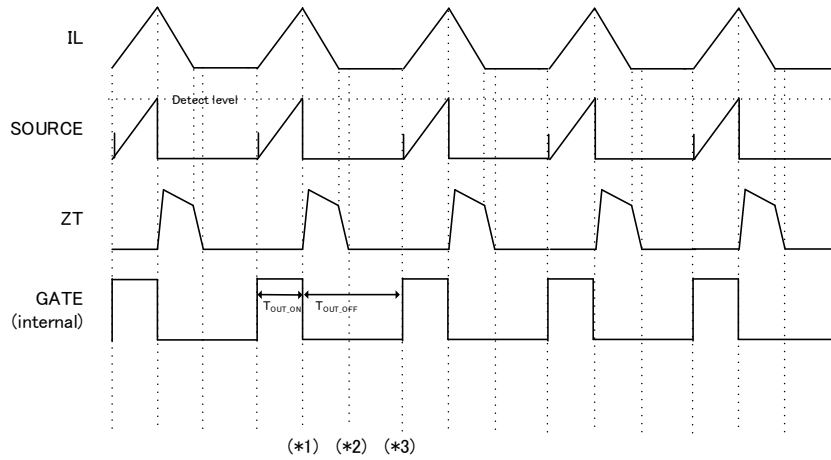 IL
Detect level
SOURCE
ZT
GATE
(internal)
TOUT_ON
TOUT_OFF
(*1) (*2) (*3)